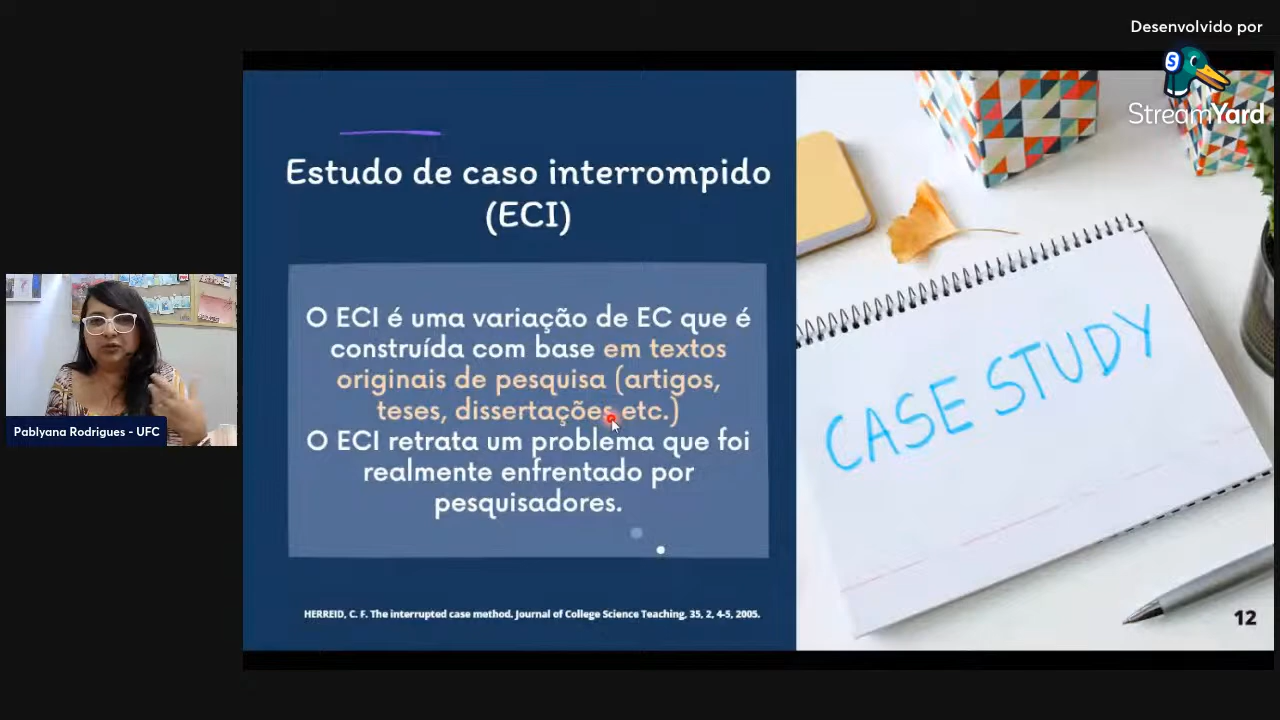 Desenvolvido por
StreamYard
Estudo de caso interrompido
(ECI)
O ECI é uma variação de EC que é
construída com base em textos
originais de pesquisa (artigos,
teses, dissertações etc.)
O ECI retrata um problema que foi
realmente enfrentado por
pesquisadores.
HERREID, C. F. The interrupted case method. Journal of College Science Teaching, 35, 2, 4-5, 2005.
CASE STUDY
12
Pablyana Rodrigues - UFC